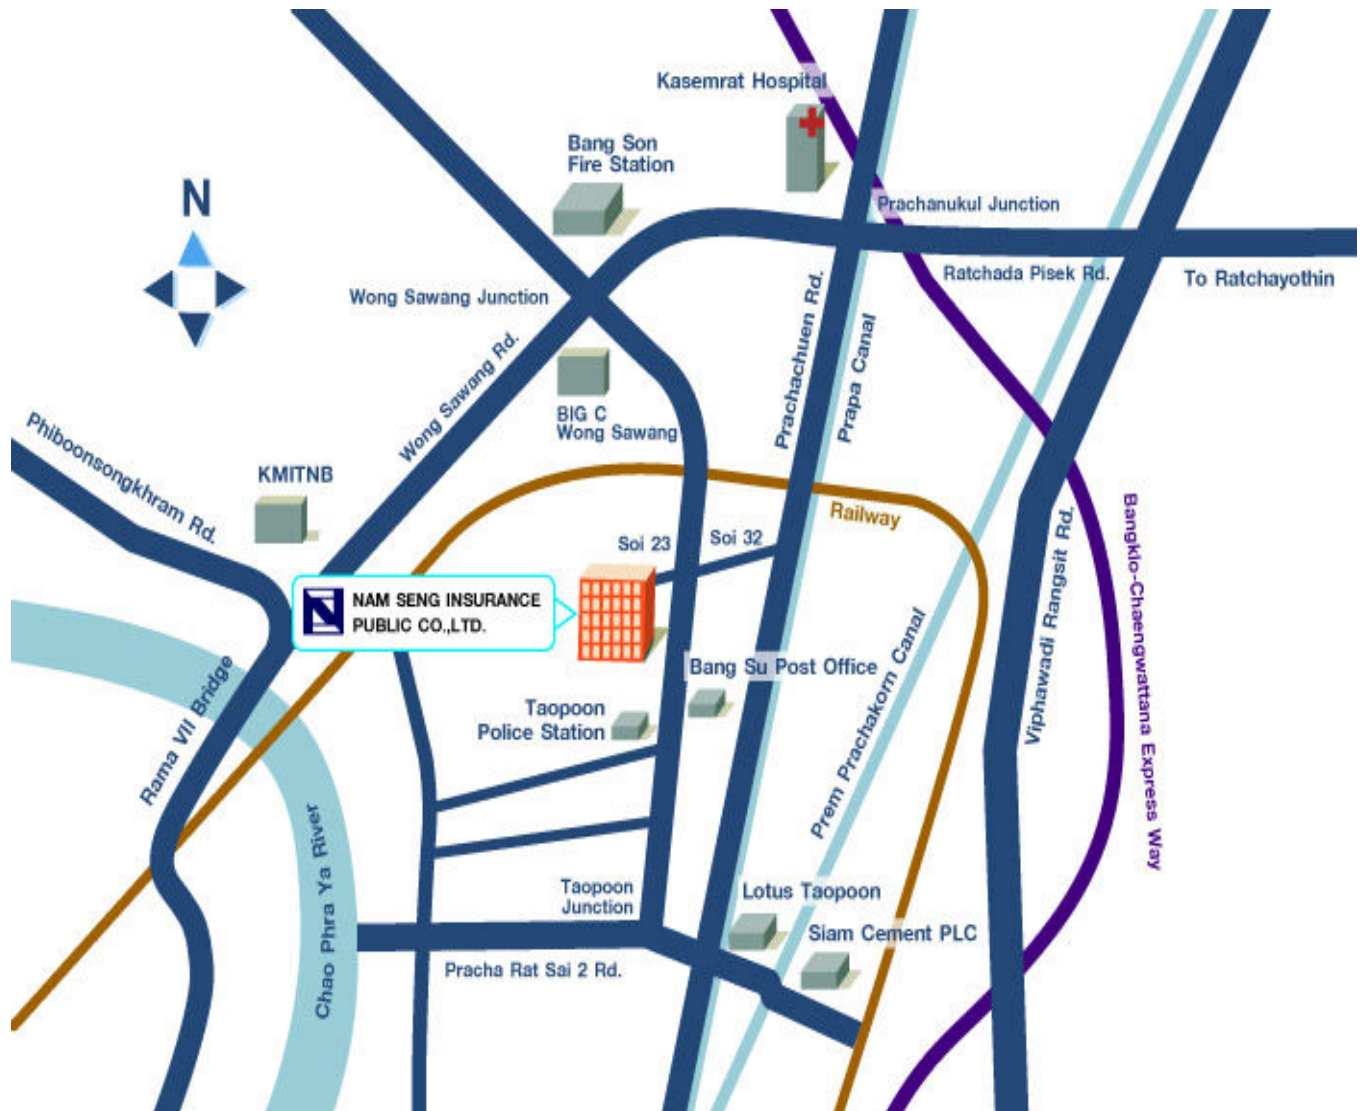 Kasemrat Hospital
Bang Son
Fire Station
N
Prachanukul Junction
Ratchada Pisek Rd.
To Ratchayothin
Wong Sawang Junction
Prachachuen Rd.
Prapa Canal
Wong Sawang Rd.
BIG C
Wong Sawang
Phiboonsongkhram Rd.
KMITNB
Railway
Soi 23
Soi 32
Bangklo-Chaengwattana Express Way
Viphawadi Rangsit Rd.
N
NAM SENG INSURANCE
PUBLIC CO.,LTD.
Prem Prachakorn Canal
Bang Su Post Office
Rama VII Bridge
Taopoon
Police Station
Chao Phra Ya River
Taopoon
Junction
Lotus Taopoon
Siam Cement PLC
Pracha Rat Sai 2 Rd.